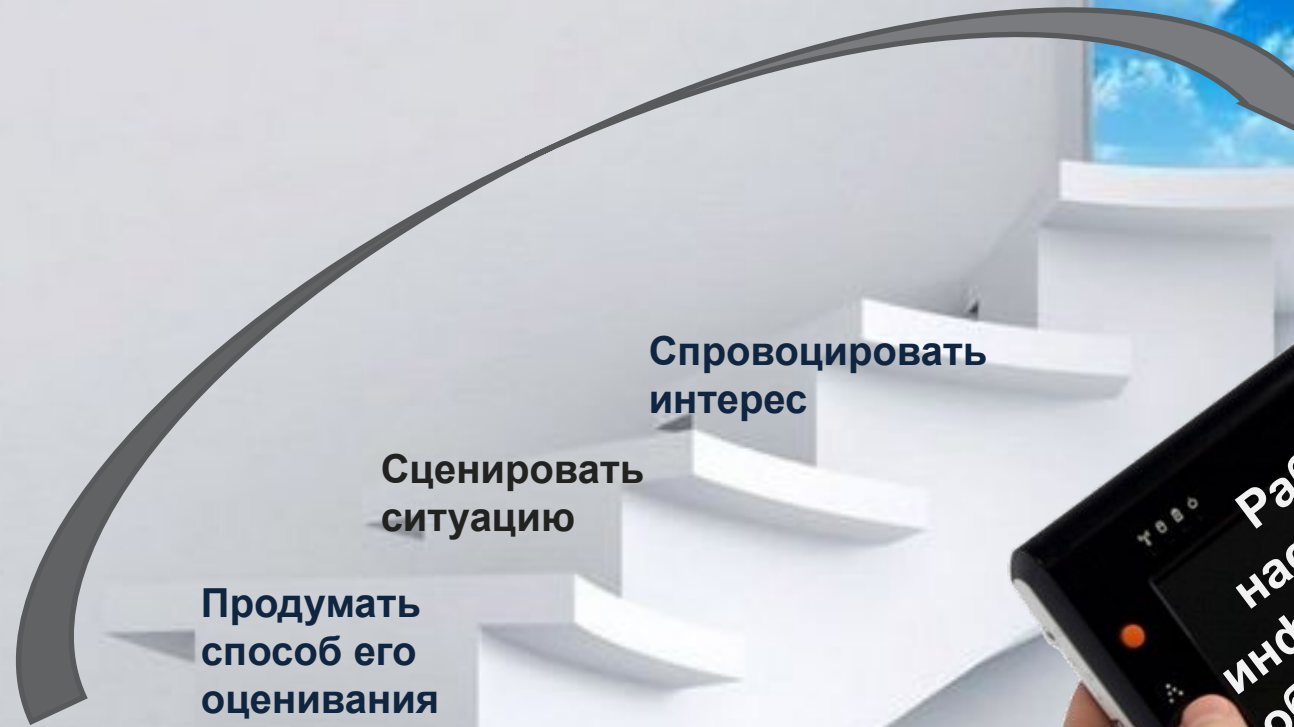 Спровоцировать
интерес
Сценировать
ситуацию
Продумать
способ его
оценивания